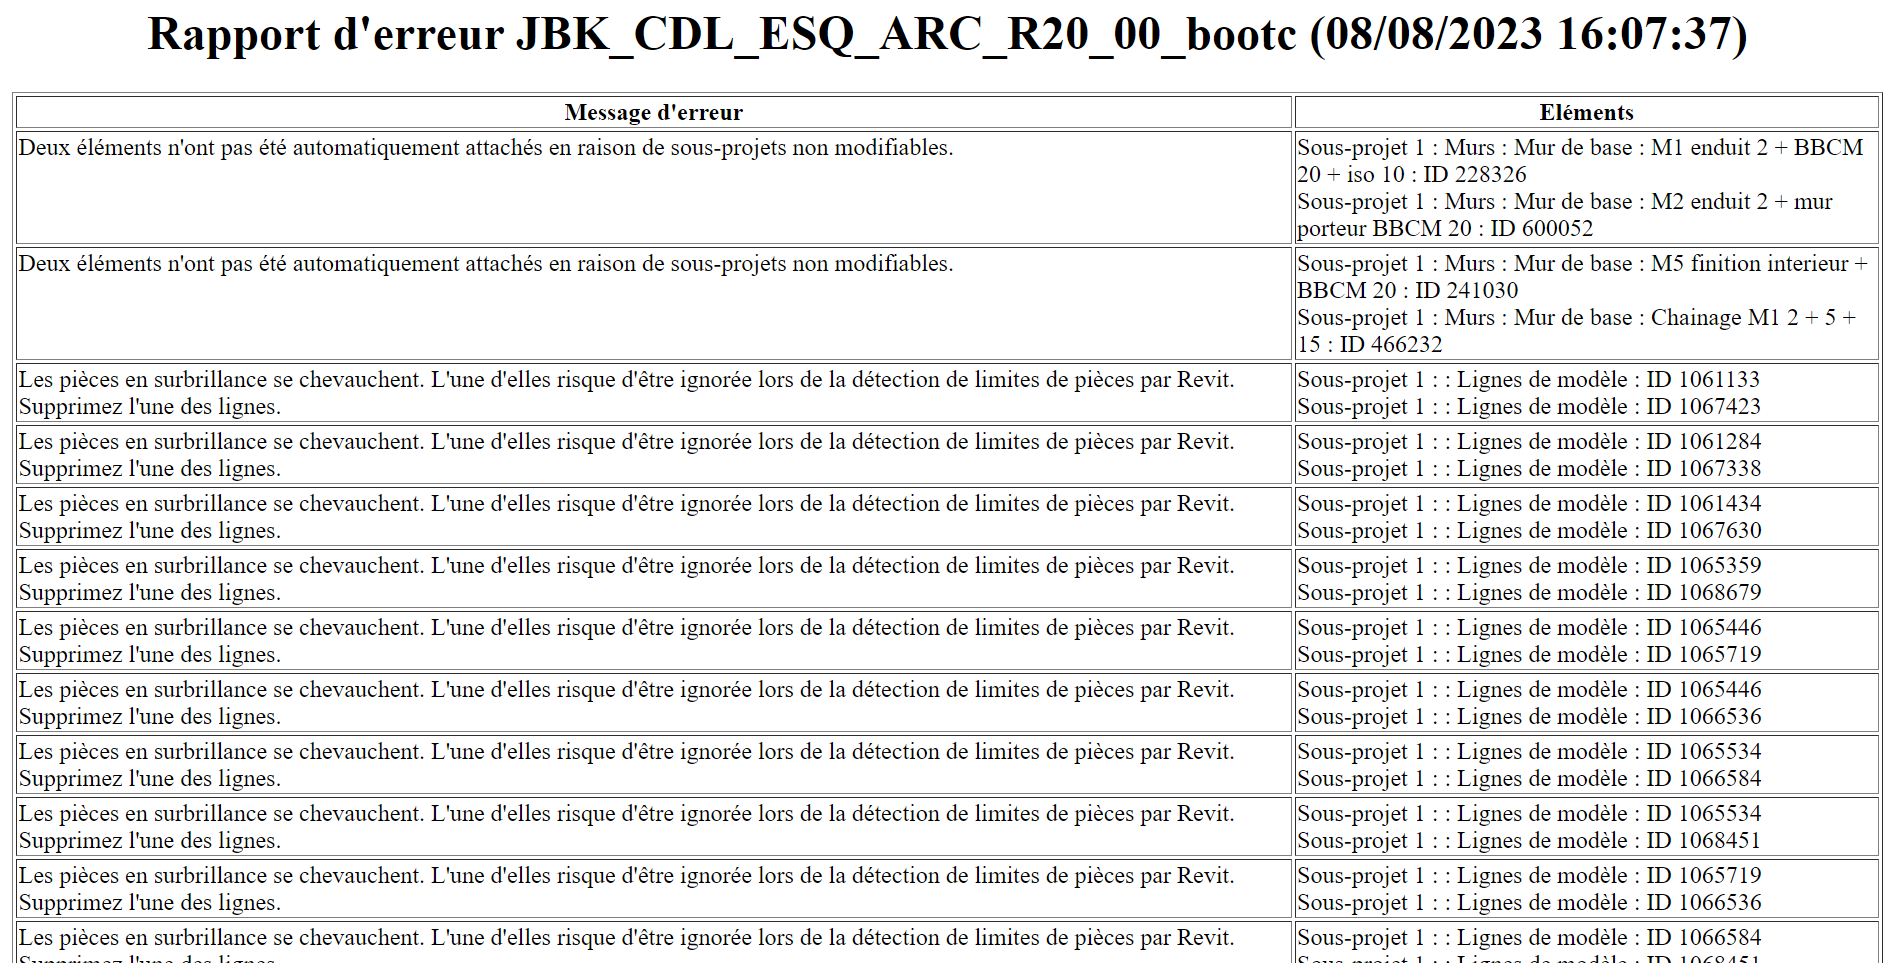 Rapport d'erreur JBK_CDL_ESQ_ARC_R20_00_bootc (08/08/2023 16:07:37)
Message d'erreur
Eléments
Deux éléments n'ont pas été automatiquement attachés en raison de sous-projets non modifiables.
Sous-projet 1 : Murs : Mur de base : M1 enduit 2 + BBCM
20 + iso 10 : ID 228326
Sous-projet 1 : Murs : Mur de base : M2 enduit 2 + mur
porteur BBCM 20 : ID 600052
Deux éléments n'ont pas été automatiquement attachés en raison de sous-projets non modifiables.
Sous-projet 1 : Murs : Mur de base : M5 finition interieur +
BBCM 20 : ID 241030
Sous-projet 1 : Murs : Mur de base : Chainage M1 2 + 5 +
15 : ID 466232
Les pièces en surbrillance se chevauchent. L'une d'elles risque d'être ignorée lors de la détection de limites de pièces par Revit.
Supprimez l'une des lignes.
Sous-projet 1 : : Lignes de modèle : ID 1061133
Sous-projet 1 : : Lignes de modèle : ID 1067423
Les pièces en surbrillance se chevauchent. L'une d'elles risque d'être ignorée lors de la détection de limites de pièces par Revit.
Supprimez l'une des lignes.
Sous-projet 1 : : Lignes de modèle : ID 1061284
Sous-projet 1 : : Lignes de modèle : ID 1067338
Les pièces en surbrillance se chevauchent. L'une d'elles risque d'être ignorée lors de la détection de limites de pièces par Revit.
Supprimez l'une des lignes.
Sous-projet 1 : : Lignes de modèle : ID 1061434
Sous-projet 1 : : Lignes de modèle : ID 1067630
Les pièces en surbrillance se chevauchent. L'une d'elles risque d'être ignorée lors de la détection de limites de pièces par Revit.
Supprimez l'une des lignes.
Sous-projet 1 : : Lignes de modèle : ID 1065359
Sous-projet 1 : : Lignes de modèle : ID 1068679
Les pièces en surbrillance se chevauchent. L'une d'elles risque d'être ignorée lors de la détection de limites de pièces par Revit.
Supprimez l'une des lignes.
Sous-projet 1 : : Lignes de modèle : ID 1065446
Sous-projet 1 : : Lignes de modèle : ID 1065719
Les pièces en surbrillance se chevauchent. L'une d'elles risque d'être ignorée lors de la détection de limites de pièces par Revit.
Supprimez l'une des lignes.
Sous-projet 1 : : Lignes de modèle : ID 1065446
Sous-projet 1 : : Lignes de modèle : ID 1066536
Les pièces en surbrillance se chevauchent. L'une d'elles risque d'être ignorée lors de la détection de limites de pièces par Revit.
Supprimez l'une des lignes.
Sous-projet 1 : : Lignes de modèle : ID 1065534
Sous-projet 1 : : Lignes de modèle : ID 1066584
Les pièces en surbrillance se chevauchent. L'une d'elles risque d'être ignorée lors de la détection de limites de pièces par Revit.
Supprimez l'une des lignes.
Sous-projet 1 : : Lignes de modèle : ID 1065534
Sous-projet 1 : : Lignes de modèle : ID 1068451
Les pièces en surbrillance se chevauchent. L'une d'elles risque d'être ignorée lors de la détection de limites de pièces par Revit.
Supprimez l'une des lignes.
Sous-projet 1 : : Lignes de modèle : ID 1065719
Sous-projet 1 : : Lignes de modèle : ID 1066536
Les pièces en surbrillance se chevauchent. L'une d'elles risque d'être ignorée lors de la détection de limites de pièces par Revit.
Supprimez l'une des lignes.
Sous-projet 1 : : Lignes de modèle : ID 1066584
Sous-projet 1 : : Lignes de modèle : ID 1068451